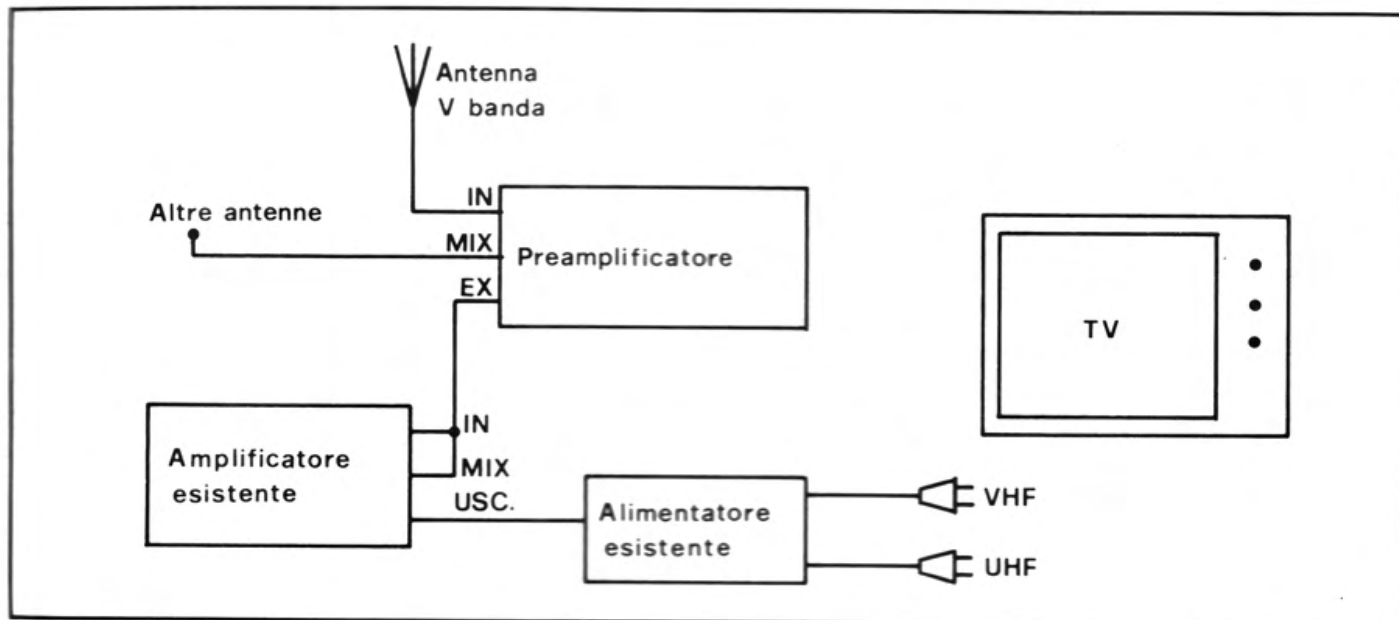 Antenna
V banda
IN
Altre antenne
MIX
Preamplificatore
EX
TV
IN
Amplificatore
esistente
MIX
USC.
Alimentatore
esistente
VHF
UHF